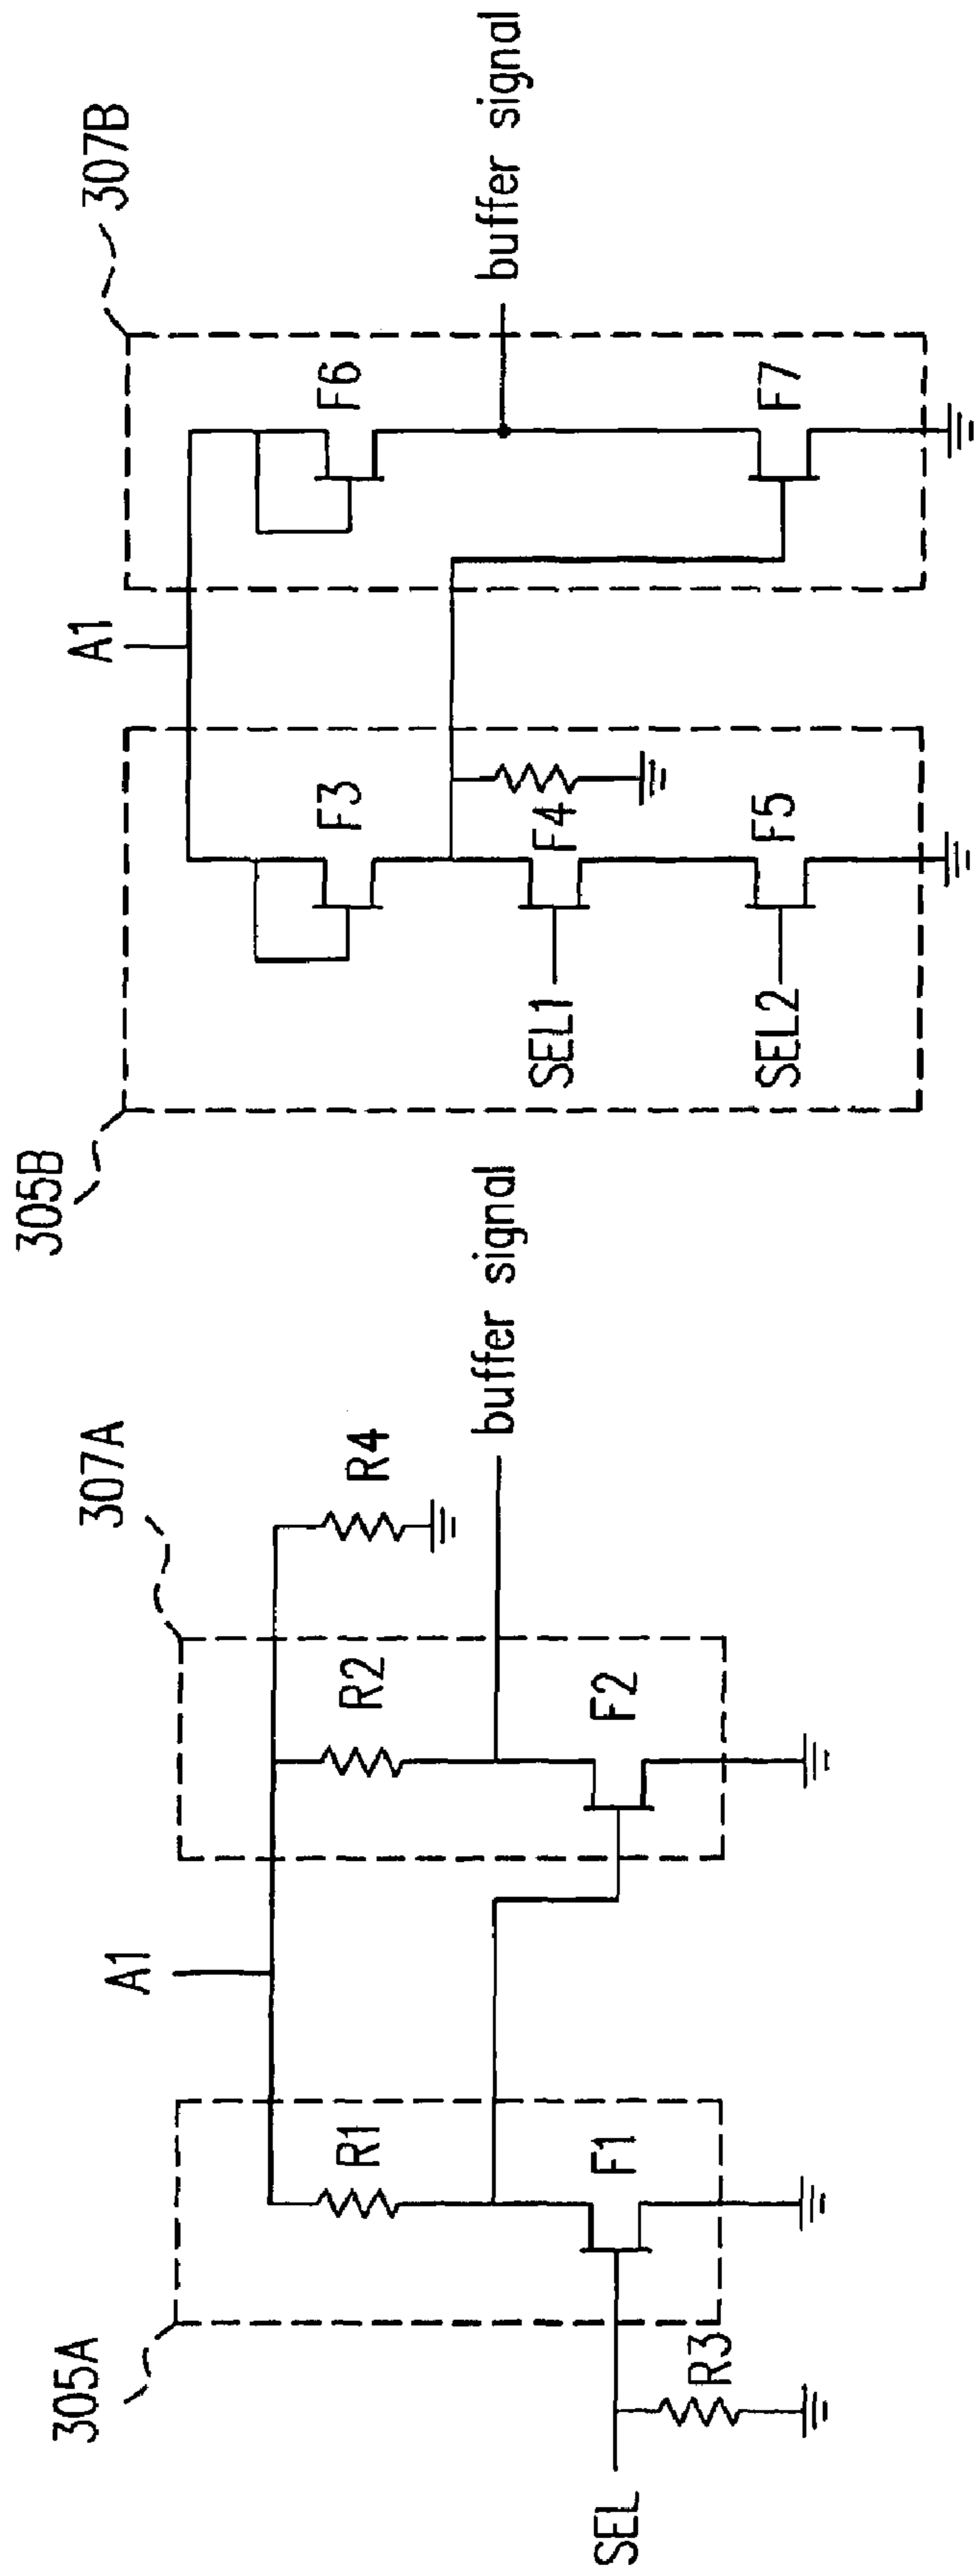 305A
R1
F1
SEL
R3
A1
307A
R2
F2
R4
buffer signal
305B
F3
F4
F5
SEL1
SEL2
A1
307B
F6
F7
buffer signal